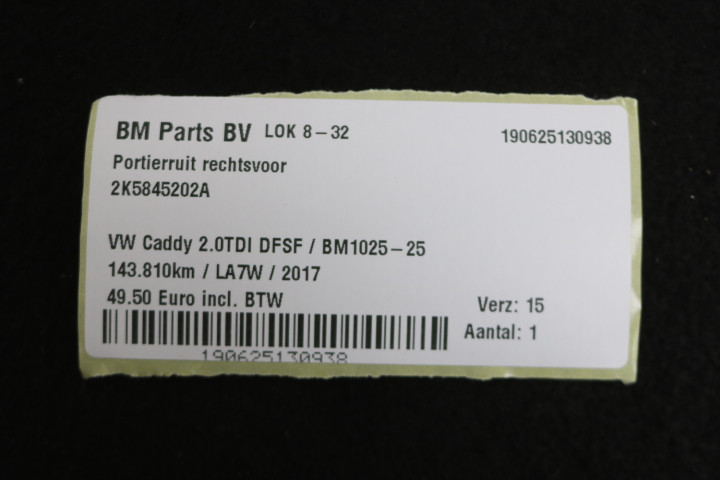 BM Parts BV LOK 8-32 190625130938
Portierruit rechtsvoor
2K5845202A
VW Caddy 2.0TDI DFSF / BM1025-25
143.810km / LA7W / 2017
49.50 Euro incl. BTW
Verz: 15
Aantal: 1
190625130938